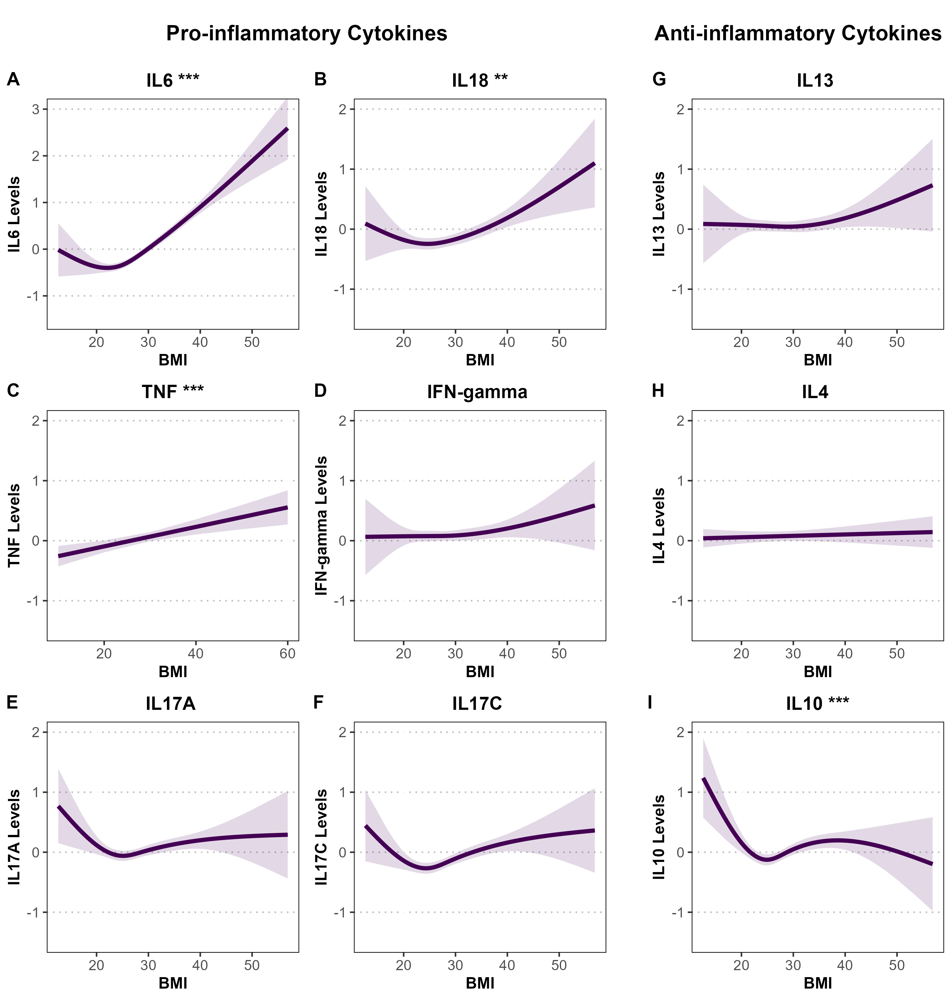 Pro-inflammatory Cytokines
Anti-inflammatory Cytokines
A
IL6 ***
IL6 Levels
3
2
1
0
-1
20 30 40 50
BMI
B
IL18 **
IL18 Levels
2
1
0
-1
20 30 40 50
BMI
G
IL13
IL13 Levels
2
1
0
-1
20 30 40 50
BMI
C
TNF ***
TNF Levels
2
1
0
-1
20 40 60
BMI
D
IFN-gamma
IFN-gamma Levels
2
1
0
-1
20 30 40 50
BMI
H
IL4
IL4 Levels
2
1
0
-1
20 30 40 50
BMI
E
IL17A
IL17A Levels
2
1
0
-1
20 30 40 50
BMI
F
IL17C
IL17C Levels
2
1
0
-1
20 30 40 50
BMI
I
IL10 ***
IL10 Levels
2
1
0
-1
20 30 40 50
BMI